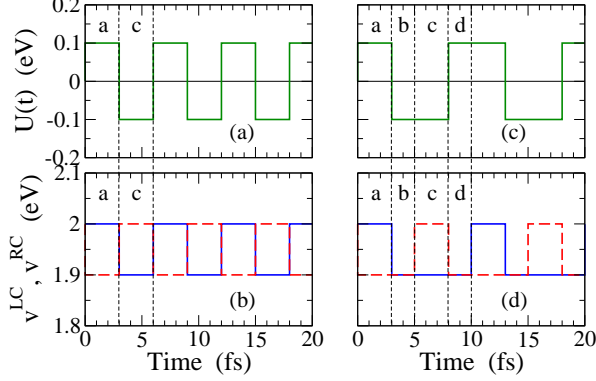 0.2
0.1
0
-0.1
-0.2
U(t) (eV)
a c
(a)
a b c d
(c)
2.1
2
1.9
1.8
v^LC, v^RC (eV)
a c
(b)
a b c d
(d)
0 5 10 15 20
0 5 10 15 20
Time (fs)
Time (fs)